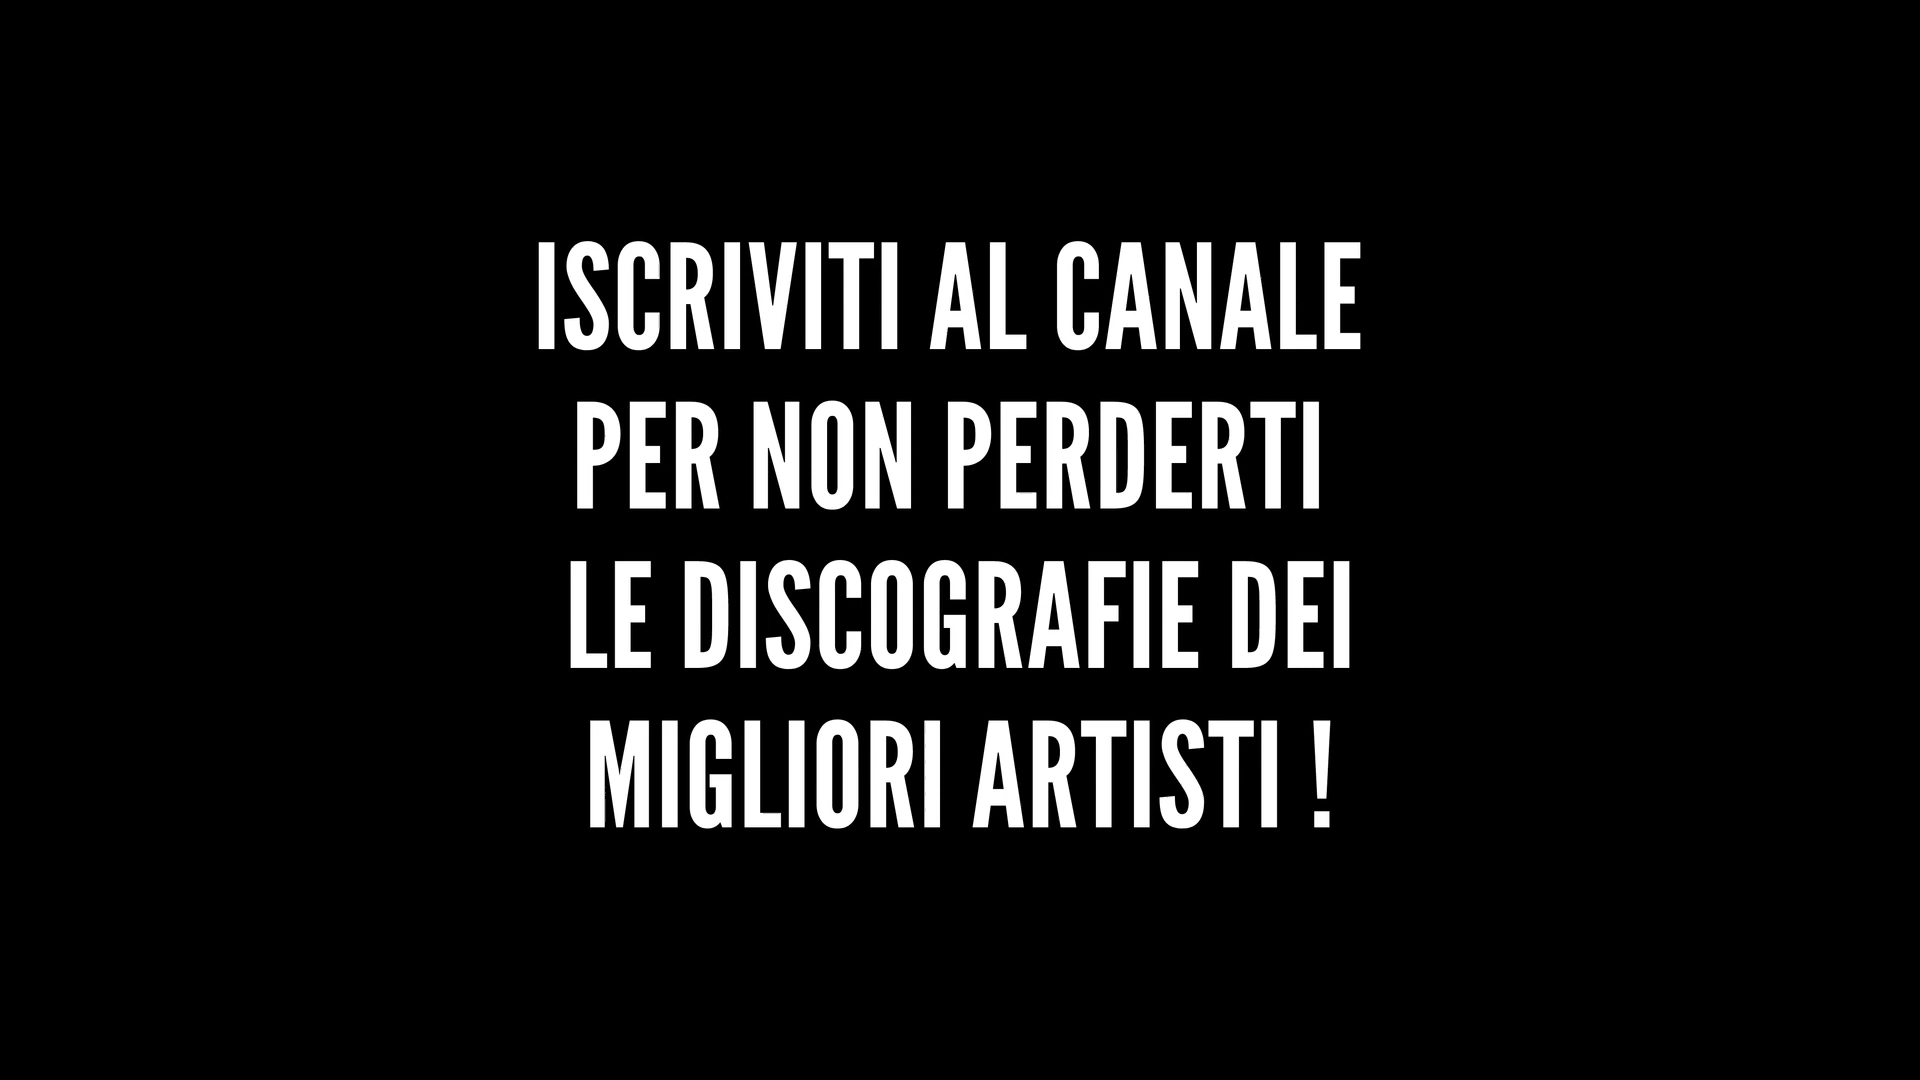 ISCRIVITI AL CANALE
PER NON PERDERTI
LE DISCOGRAFIE DEI
MIGLIORI ARTISTI !